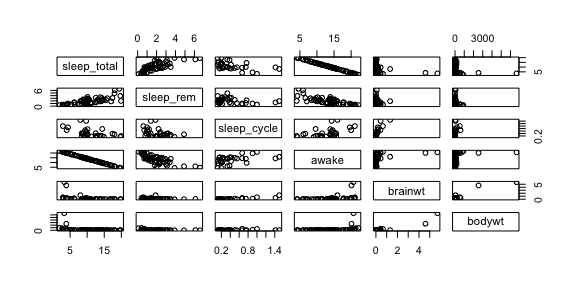 0 2 4 6
5 15
0 3000
sleep_total
5
0 6
sleep_rem
sleep_cycle
0.2
5
awake
brainwt
0 5
0
bodywt
5 15
0.2 0.8 1.4
0 2 4